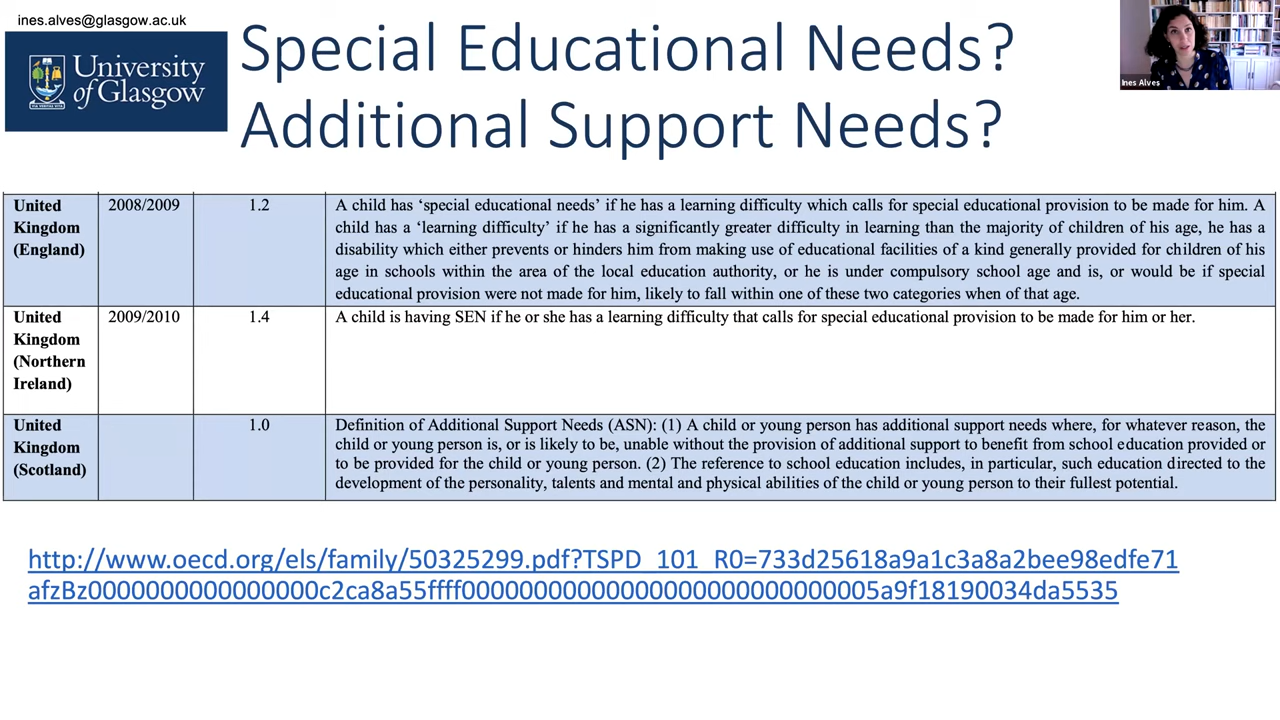 ines.alves@glasgow.ac.uk
University
of Glasgow
Special Educational Needs?
Additional Support Needs?
Ines Alves
United
Kingdom
(England)
2008/2009
1.2
A child has ‘special educational needs’ if he has a learning difficulty which calls for special educational provision to be made for him. A
child has a ‘learning difficulty’ if he has a significantly greater difficulty in learning than the majority of children of his age, he has a
disability which either prevents or hinders him from making use of educational facilities of a kind generally provided for children of his
age in schools within the area of the local education authority, or he is under compulsory school age and is, or would be if special
educational provision were not made for him, likely to fall within one of these two categories when of that age.
United
Kingdom
(Northern
Ireland)
2009/2010
1.4
A child is having SEN if he or she has a learning difficulty that calls for special educational provision to be made for him or her.
United
Kingdom
(Scotland)
1.0
Definition of Additional Support Needs (ASN): (1) A child or young person has additional support needs where, for whatever reason, the
child or young person is, or is likely to be, unable without the provision of additional support to benefit from school education provided or
to be provided for the child or young person. (2) The reference to school education includes, in particular, such education directed to the
development of the personality, talents and mental and physical abilities of the child or young person to their fullest potential.
http://www.oecd.org/els/family/50325299.pdf?TSPD_101_R0=733d25618a9a1c3a8a2bee98edfe71
afzBz0000000000000000c2ca8a55ffff00000000000000000000000000005a9f18190034da5535